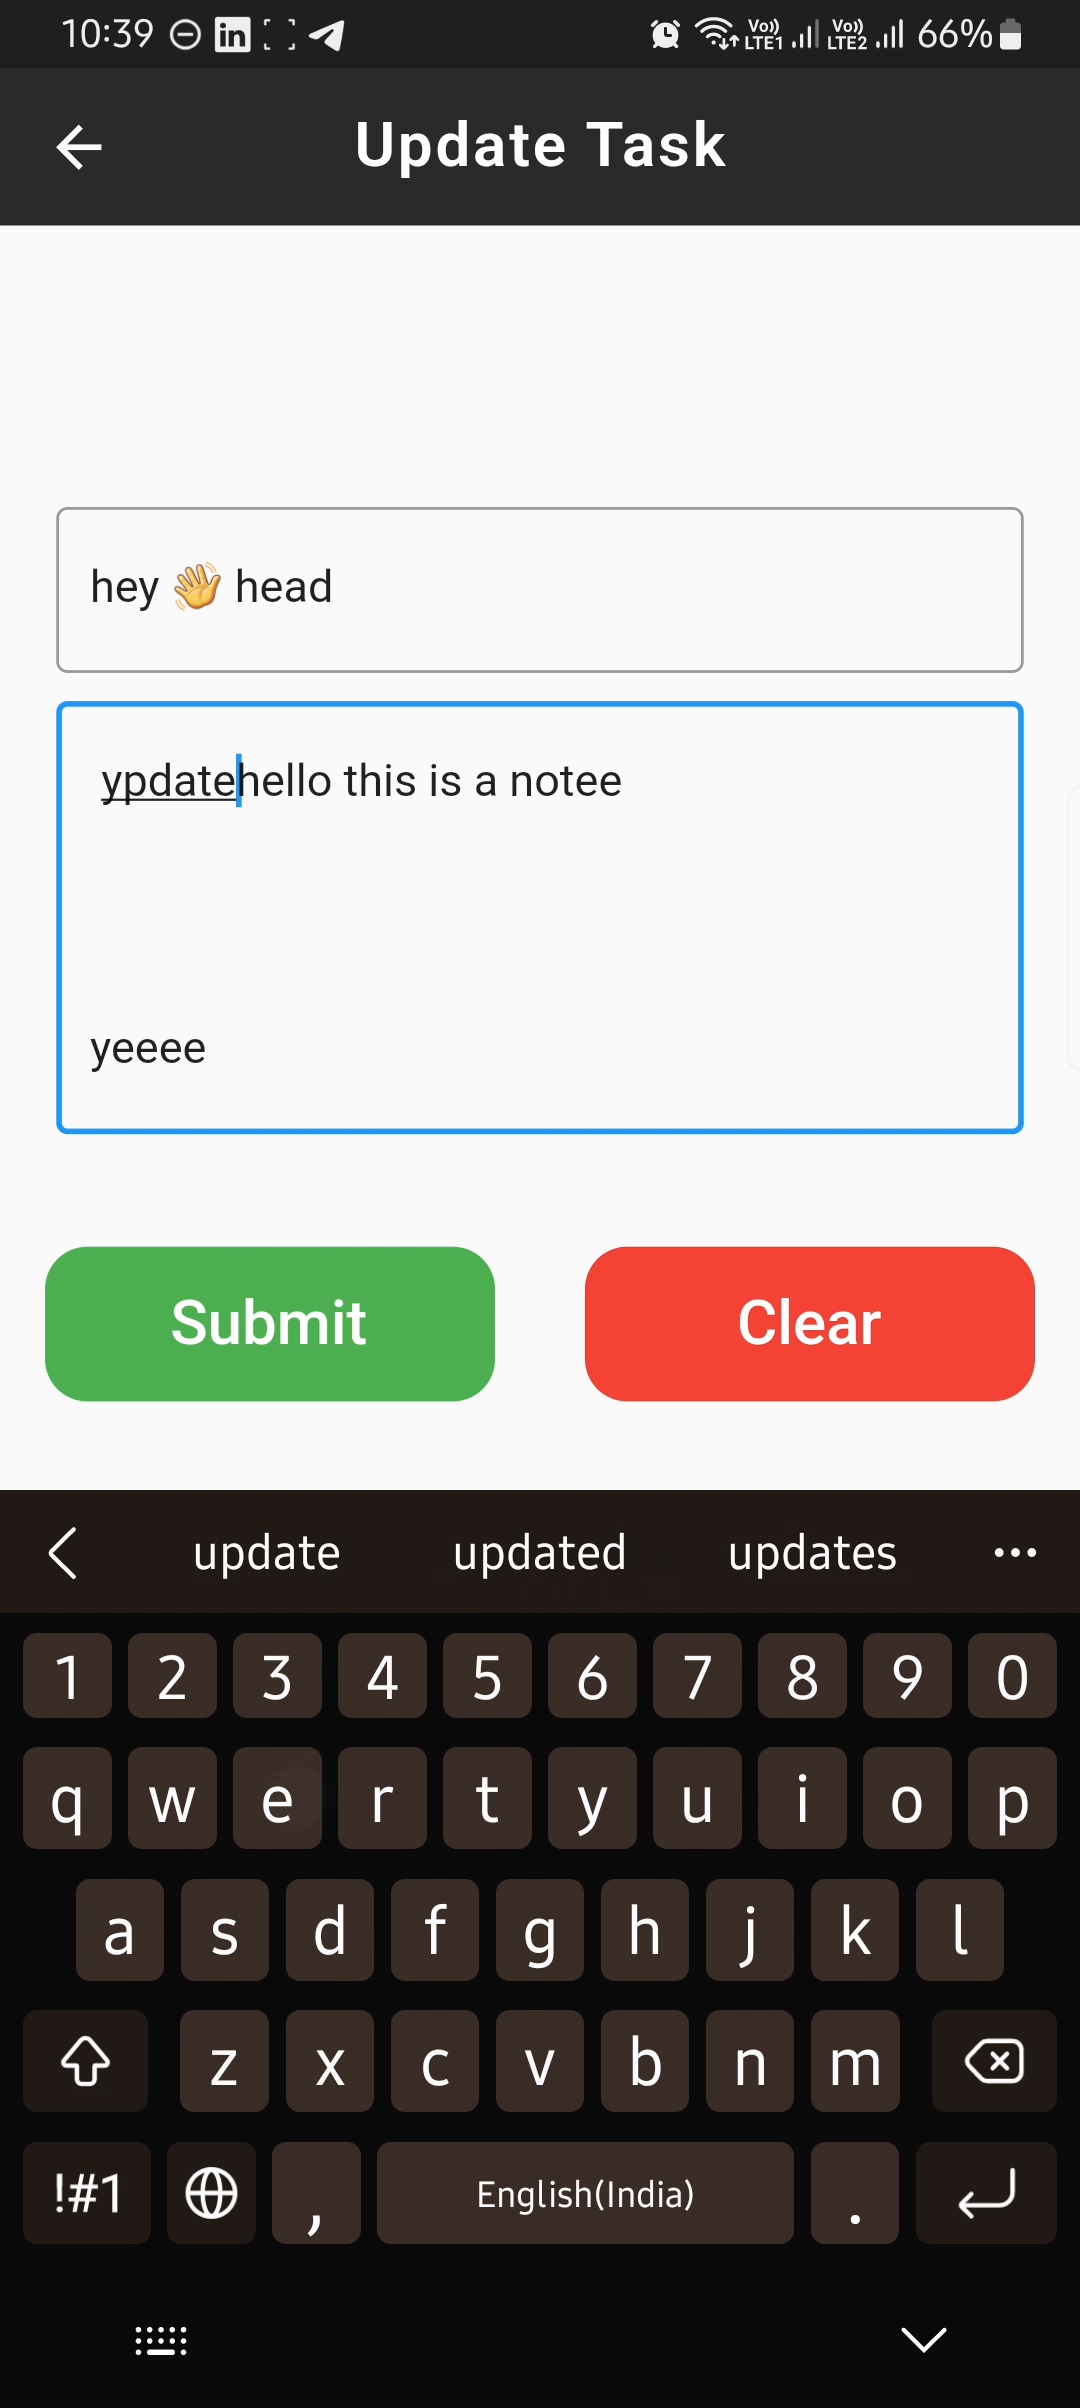 10:39 in Vo)) LTE1 Vo)) LTE2 66%
Update Task
hey 👋 head
ypdatehello this is a notee
yeeee
Submit Clear
update updated updates
1 2 3 4 5 6 7 8 9 0
q w e r t y u i o p
a s d f g h j k l
z x c v b n m
!#1 , English(India) .